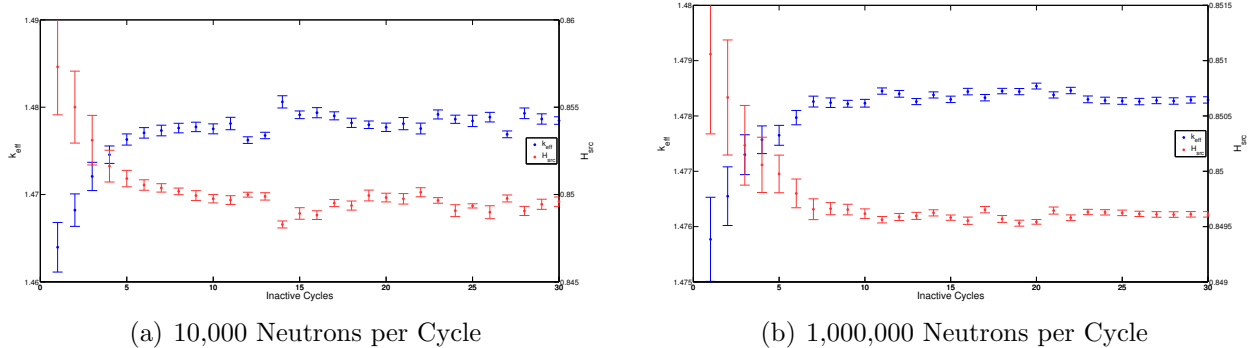 1.49
1.48
1.47
1.46
k_eff
0.86
0.855
0.85
0.845
H_src
0 5 10 15 20 25 30
Inactive Cycles
k_eff
H_src
(a) 10,000 Neutrons per Cycle
1.48
1.479
1.478
1.477
1.476
1.475
k_eff
0.8515
0.851
0.8505
0.85
0.8495
0.849
H_src
0 5 10 15 20 25 30
Inactive Cycles
k_eff
H_src
(b) 1,000,000 Neutrons per Cycle